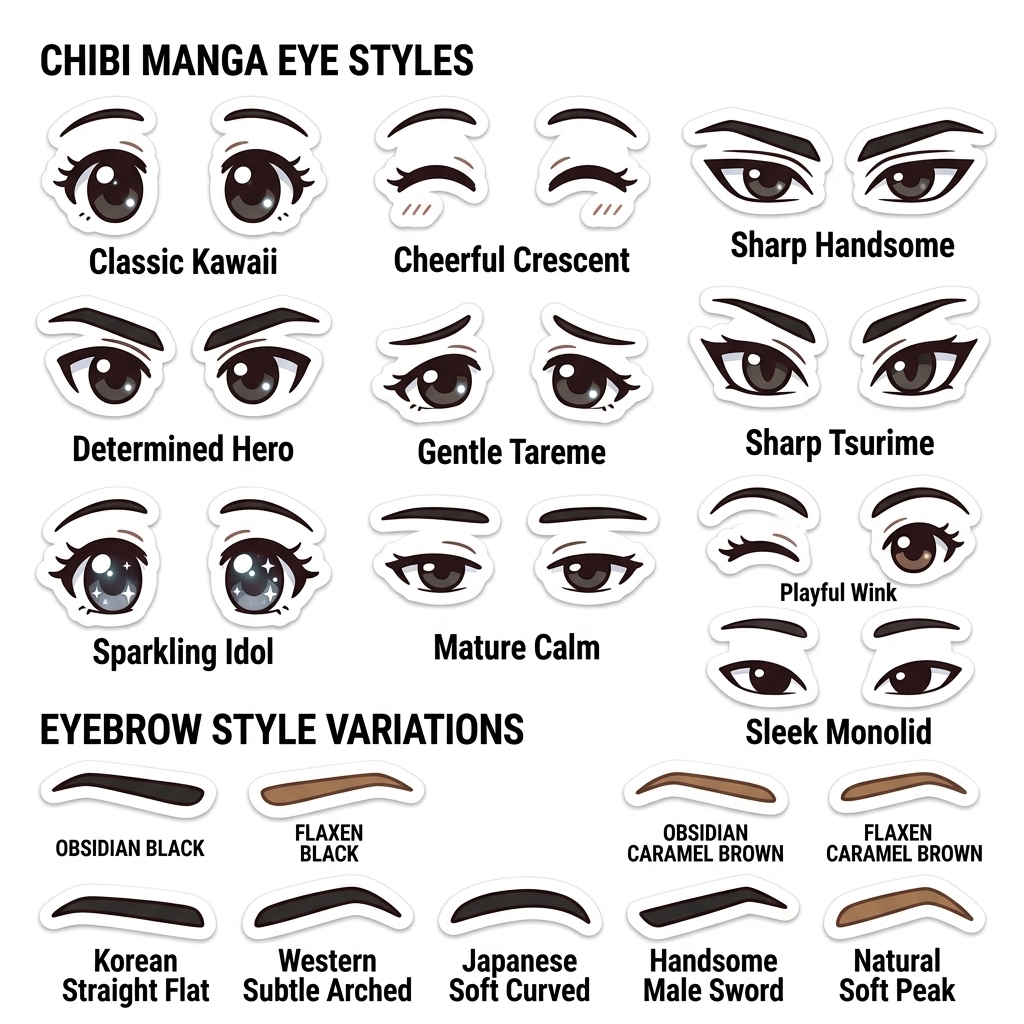 CHIBI MANGA EYE STYLES
Classic Kawaii
Cheerful Crescent
Sharp Handsome
Determined Hero
Gentle Tareme
Sharp Tsurime
Sparkling Idol
Mature Calm
Playful Wink
Sleek Monolid
EYEBROW STYLE VARIATIONS
OBSIDIAN BLACK
FLAXEN
BLACK
OBSIDIAN
CARAMEL BROWN
FLAXEN
CARAMEL BROWN
Korean
Straight Flat
Western
Subtle Arched
Japanese
Soft Curved
Handsome
Male Sword
Natural
Soft Peak